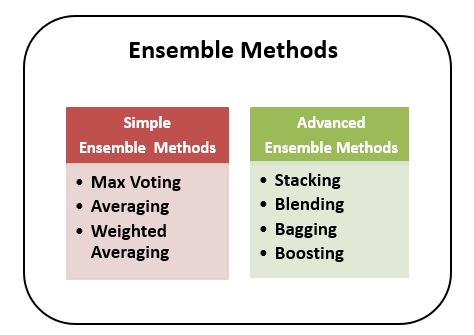 Ensemble Methods
Simple
Ensemble Methods
• Max Voting
• Averaging
• Weighted
Averaging
Advanced
Ensemble Methods
• Stacking
• Blending
• Bagging
• Boosting